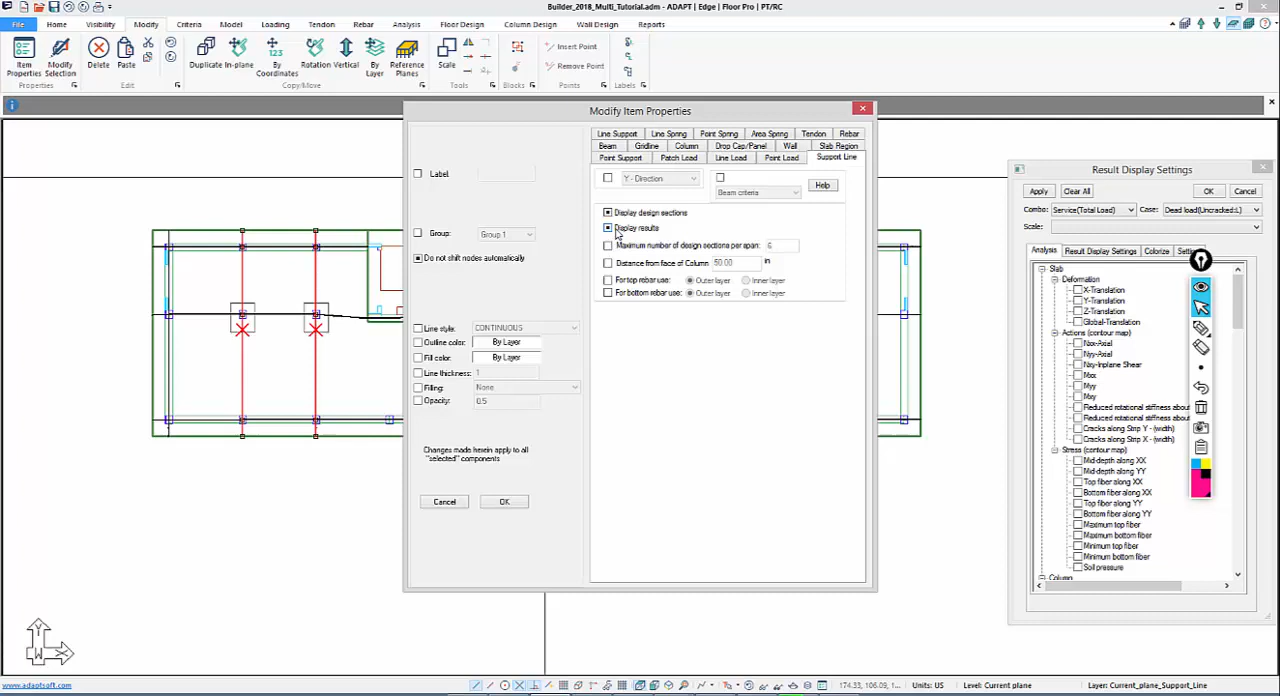 Builder_2018_Multi_Tutorial.adm - ADAPT | Edge | Floor Pro | PT/RC
File Home Visibility Modify Criteria Model Loading Tendon Rebar Analysis Floor Design Column Design Wall Design Reports
Item Properties Modify Selection Delete Paste Duplicate In-plane By Coordinates Rotation Vertical By Layer Reference Planes Scale Insert Point Remove Point
Properties Edit Copy/Move Tools Blocks Points Labels
Modify Item Properties
Line Support Line Spring Point Spring Area Spring Tendon Rebar
Beam Gridline Column Drop Cap/Panel Wall Slab Region
Point Support Patch Load Line Load Point Load Support Line
Label
Y - Direction
Beam criteria
Help
Display design sections
Display results
Group: Group 1
Maximum number of design sections per span: 6
Do not shift nodes automatically
Distance from face of Column 50.00 in
For top rebar use: Outer layer Inner layer
For bottom rebar use: Outer layer Inner layer
Line style: CONTINUOUS
Outline color: By Layer
Fill color: By Layer
Line thickness: 1
Filling: None
Opacity: 0.5
Changes made herein apply to all
"selected" components
Cancel OK
Result Display Settings
Apply Clear All OK Cancel
Combo: Service(Total Load) Case: Dead load(Uncracked:L)
Scale:
Analysis Result Display Settings Colorize
Slab
Deformation
X-Translation
Y-Translation
Z-Translation
Global-Translation
Actions (contour map)
Nxx-Axial
Nyy-Axial
Nxy-Inplane Shear
Mxx
Myy
Mxy
Reduced rotational stiffness about
Reduced rotational stiffness about
Cracks along Strip Y - (width)
Cracks along Strip X - (width)
Stress (contour map)
Mid-depth along XX
Mid-depth along YY
Top fiber along XX
Bottom fiber along XX
Top fiber along YY
Bottom fiber along YY
Maximum top fiber
Maximum bottom fiber
Minimum top fiber
Minimum bottom fiber
Soil pressure
Column
www.adaptsoft.com
174.33, 106.09, 1... Units: US Level: Current plane Layer: Current_plane_Support_Line